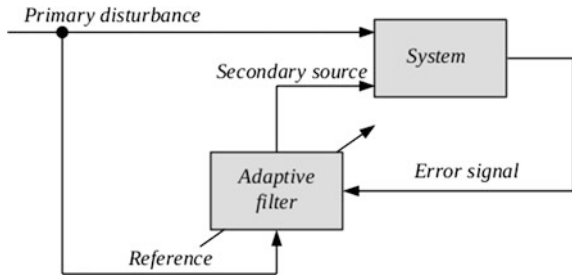 Primary disturbance
System
Secondary source
Adaptive
filter
Error signal
Reference